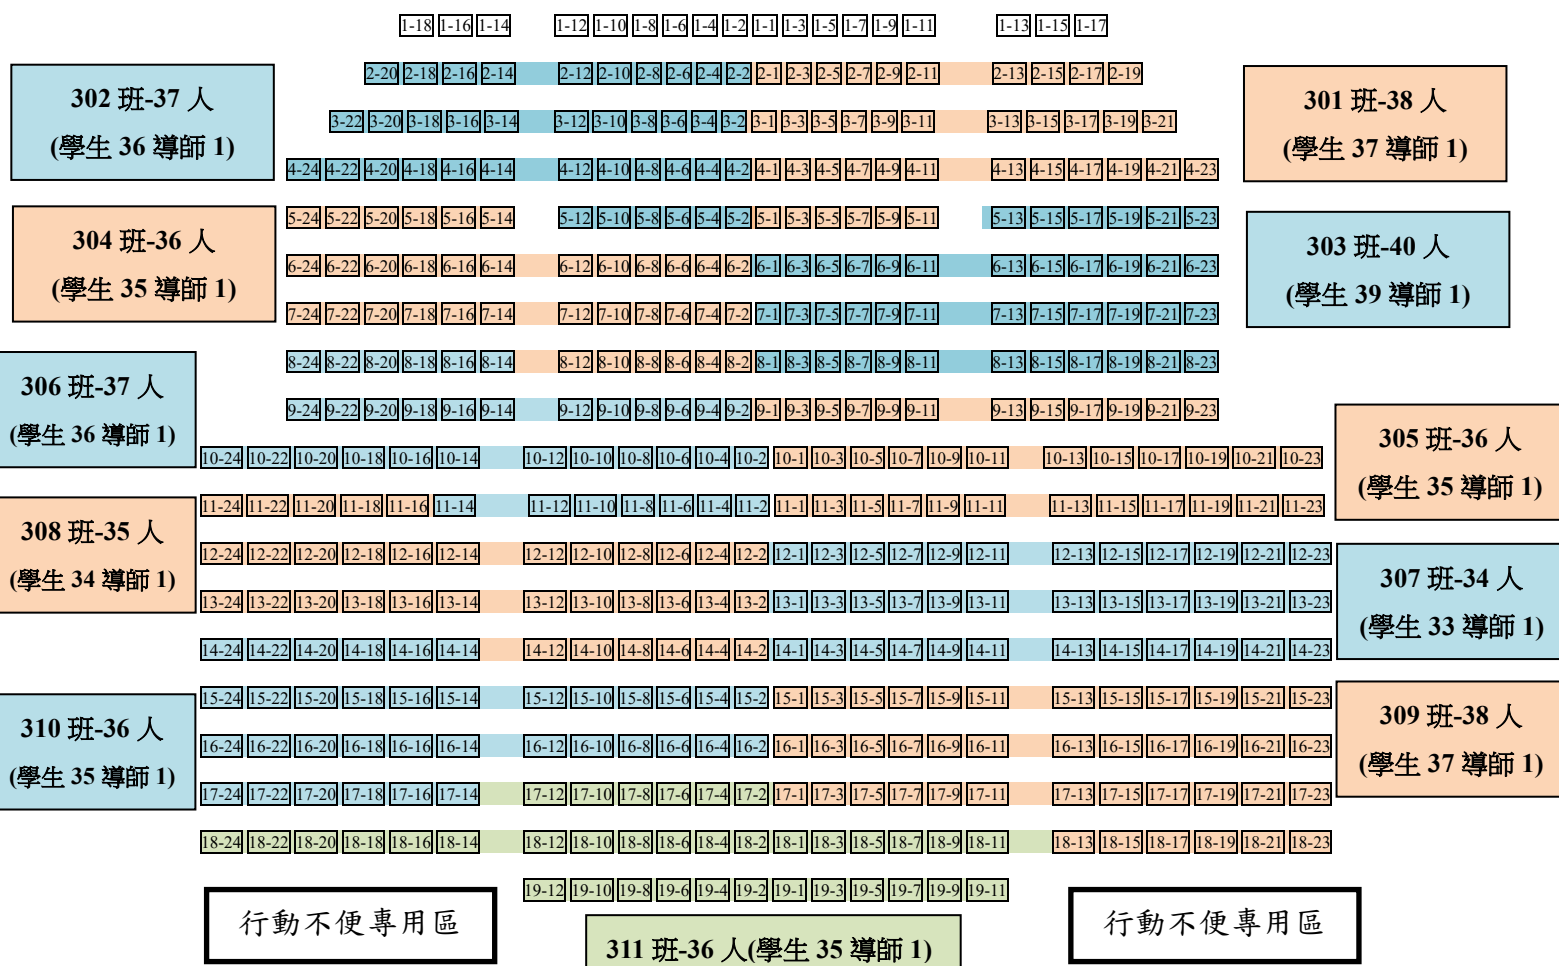 1-18 1-16 1-14 1-12 1-10 1-8 1-6 1-4 1-2 1-1 1-3 1-5 1-7 1-9 1-11 1-13 1-15 1-17
2-20 2-18 2-16 2-14 2-12 2-10 2-8 2-6 2-4 2-2 2-1 2-3 2-5 2-7 2-9 2-11 2-13 2-15 2-17 2-19
302 班-37 人
(學生 36 導師 1)
301 班-38 人
(學生 37 導師 1)
3-22 3-20 3-18 3-16 3-14 3-12 3-10 3-8 3-6 3-4 3-2 3-1 3-3 3-5 3-7 3-9 3-11 3-13 3-15 3-17 3-19 3-21
4-24 4-22 4-20 4-18 4-16 4-14 4-12 4-10 4-8 4-6 4-4 4-2 4-1 4-3 4-5 4-7 4-9 4-11 4-13 4-15 4-17 4-19 4-21 4-23
5-24 5-22 5-20 5-18 5-16 5-14 5-12 5-10 5-8 5-6 5-4 5-2 5-1 5-3 5-5 5-7 5-9 5-11 5-13 5-15 5-17 5-19 5-21 5-23
304 班-36 人
(學生 35 導師 1)
303 班-40 人
(學生 39 導師 1)
6-24 6-22 6-20 6-18 6-16 6-14 6-12 6-10 6-8 6-6 6-4 6-2 6-1 6-3 6-5 6-7 6-9 6-11 6-13 6-15 6-17 6-19 6-21 6-23
7-24 7-22 7-20 7-18 7-16 7-14 7-12 7-10 7-8 7-6 7-4 7-2 7-1 7-3 7-5 7-7 7-9 7-11 7-13 7-15 7-17 7-19 7-21 7-23
8-24 8-22 8-20 8-18 8-16 8-14 8-12 8-10 8-8 8-6 8-4 8-2 8-1 8-3 8-5 8-7 8-9 8-11 8-13 8-15 8-17 8-19 8-21 8-23
306 班-37 人
(學生 36 導師 1)
9-24 9-22 9-20 9-18 9-16 9-14 9-12 9-10 9-8 9-6 9-4 9-2 9-1 9-3 9-5 9-7 9-9 9-11 9-13 9-15 9-17 9-19 9-21 9-23
305 班-36 人
(學生 35 導師 1)
10-24 10-22 10-20 10-18 10-16 10-14 10-12 10-10 10-8 10-6 10-4 10-2 10-1 10-3 10-5 10-7 10-9 10-11 10-13 10-15 10-17 10-19 10-21 10-23
11-24 11-22 11-20 11-18 11-16 11-14 11-12 11-10 11-8 11-6 11-4 11-2 11-1 11-3 11-5 11-7 11-9 11-11 11-13 11-15 11-17 11-19 11-21 11-23
308 班-35 人
(學生 34 導師 1)
12-24 12-22 12-20 12-18 12-16 12-14 12-12 12-10 12-8 12-6 12-4 12-2 12-1 12-3 12-5 12-7 12-9 12-11 12-13 12-15 12-17 12-19 12-21 12-23
307 班-34 人
(學生 33 導師 1)
13-24 13-22 13-20 13-18 13-16 13-14 13-12 13-10 13-8 13-6 13-4 13-2 13-1 13-3 13-5 13-7 13-9 13-11 13-13 13-15 13-17 13-19 13-21 13-23
14-24 14-22 14-20 14-18 14-16 14-14 14-12 14-10 14-8 14-6 14-4 14-2 14-1 14-3 14-5 14-7 14-9 14-11 14-13 14-15 14-17 14-19 14-21 14-23
15-24 15-22 15-20 15-18 15-16 15-14 15-12 15-10 15-8 15-6 15-4 15-2 15-1 15-3 15-5 15-7 15-9 15-11 15-13 15-15 15-17 15-19 15-21 15-23
310 班-36 人
(學生 35 導師 1)
309 班-38 人
(學生 37 導師 1)
16-24 16-22 16-20 16-18 16-16 16-14 16-12 16-10 16-8 16-6 16-4 16-2 16-1 16-3 16-5 16-7 16-9 16-11 16-13 16-15 16-17 16-19 16-21 16-23
17-24 17-22 17-20 17-18 17-16 17-14 17-12 17-10 17-8 17-6 17-4 17-2 17-1 17-3 17-5 17-7 17-9 17-11 17-13 17-15 17-17 17-19 17-21 17-23
18-24 18-22 18-20 18-18 18-16 18-14 18-12 18-10 18-8 18-6 18-4 18-2 18-1 18-3 18-5 18-7 18-9 18-11 18-13 18-15 18-17 18-19 18-21 18-23
19-12 19-10 19-8 19-6 19-4 19-2 19-1 19-3 19-5 19-7 19-9 19-11
行動不便專用區
行動不便專用區
311 班-36 人(學生 35 導師 1)